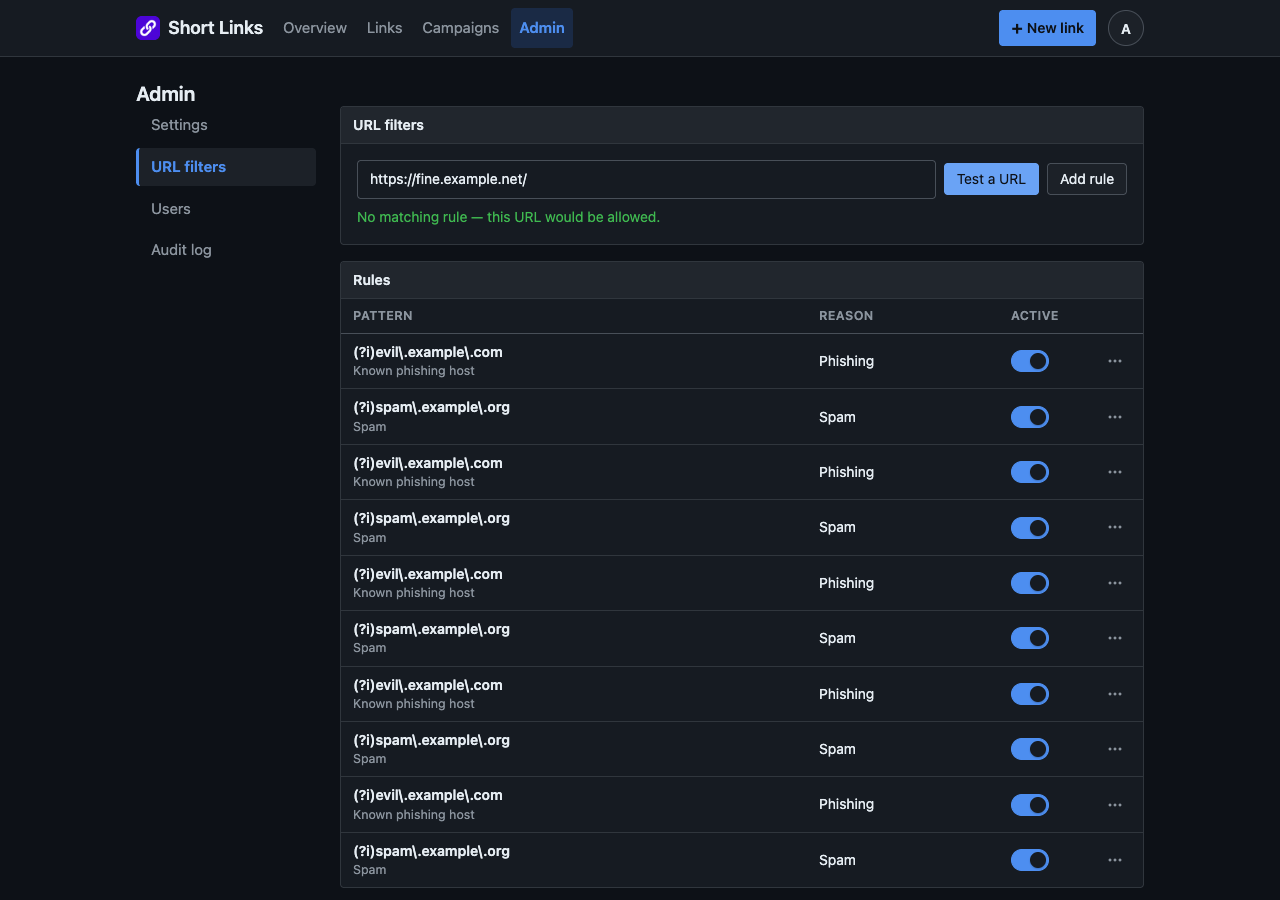 Short Links Overview Links Campaigns Admin + New link A
Admin
Settings
URL filters
Users
Audit log
URL filters
https://fine.example.net/ Test a URL Add rule
No matching rule — this URL would be allowed.
Rules
PATTERN REASON ACTIVE
(?i)evil\.example\.com
Known phishing host
Phishing
(?i)spam\.example\.org
Spam
Spam
(?i)evil\.example\.com
Known phishing host
Phishing
(?i)spam\.example\.org
Spam
Spam
(?i)evil\.example\.com
Known phishing host
Phishing
(?i)spam\.example\.org
Spam
Spam
(?i)evil\.example\.com
Known phishing host
Phishing
(?i)spam\.example\.org
Spam
Spam
(?i)evil\.example\.com
Known phishing host
Phishing
(?i)spam\.example\.org
Spam
Spam